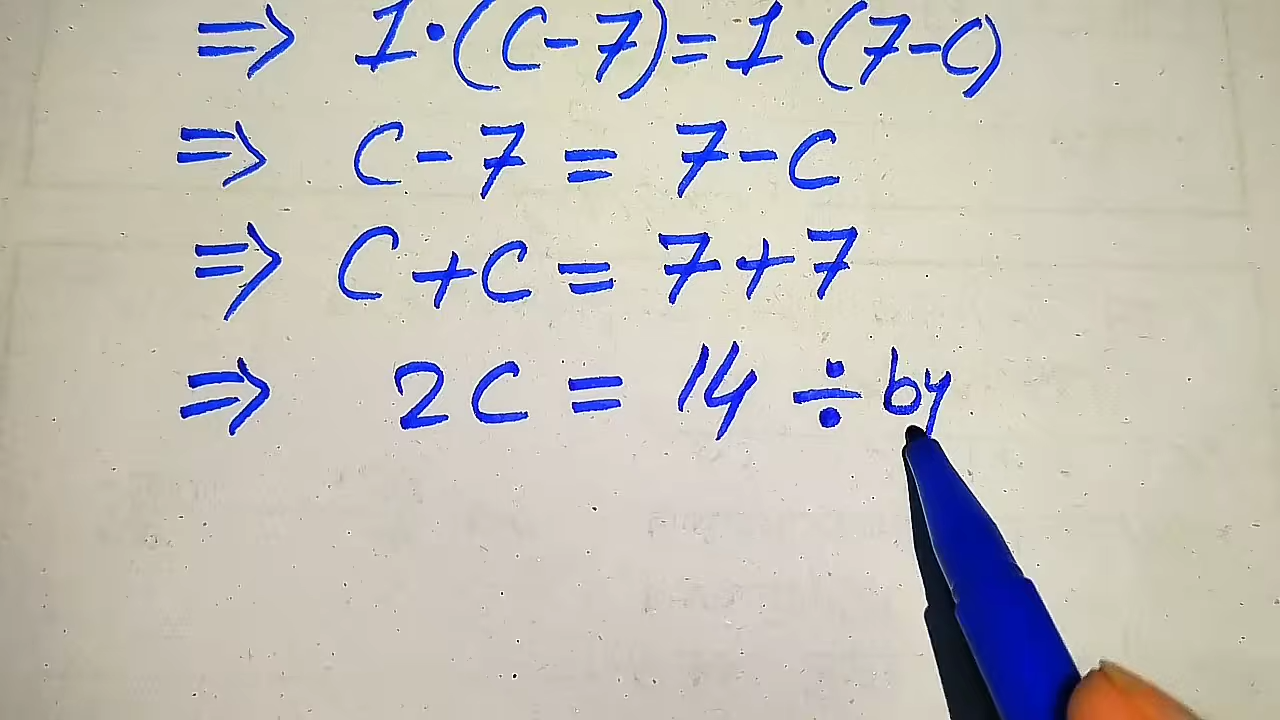 ⇒ 1·(C-7)=1·(7-C)
⇒ C-7=7-C
⇒ C+C=7+7
⇒ 2C=14 ÷ by